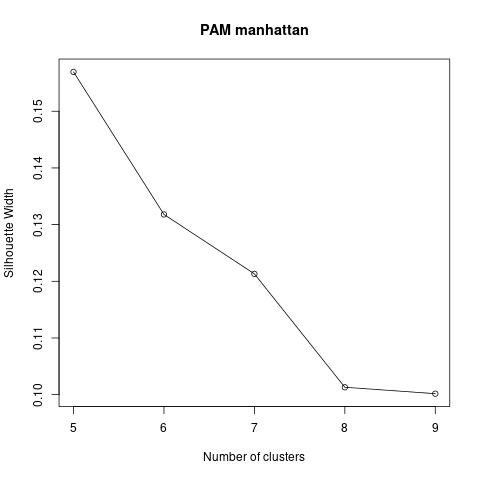 PAM manhattan
Silhouette Width
0.15
0.14
0.13
0.12
0.11
0.10
5 6 7 8 9
Number of clusters